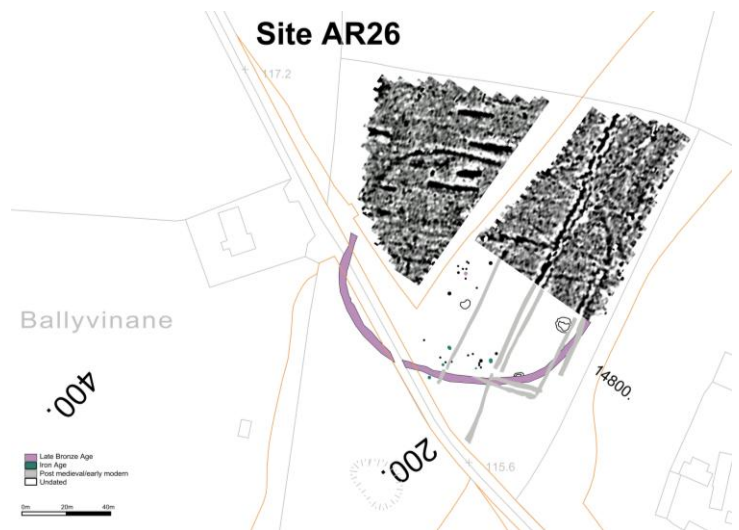 Site AR26
117.2
Ballyvinane
400.
200.
14800.
115.6
Late Bronze Age
Iron Age
Post medieval/early modern
Undated
0m 20m 40m